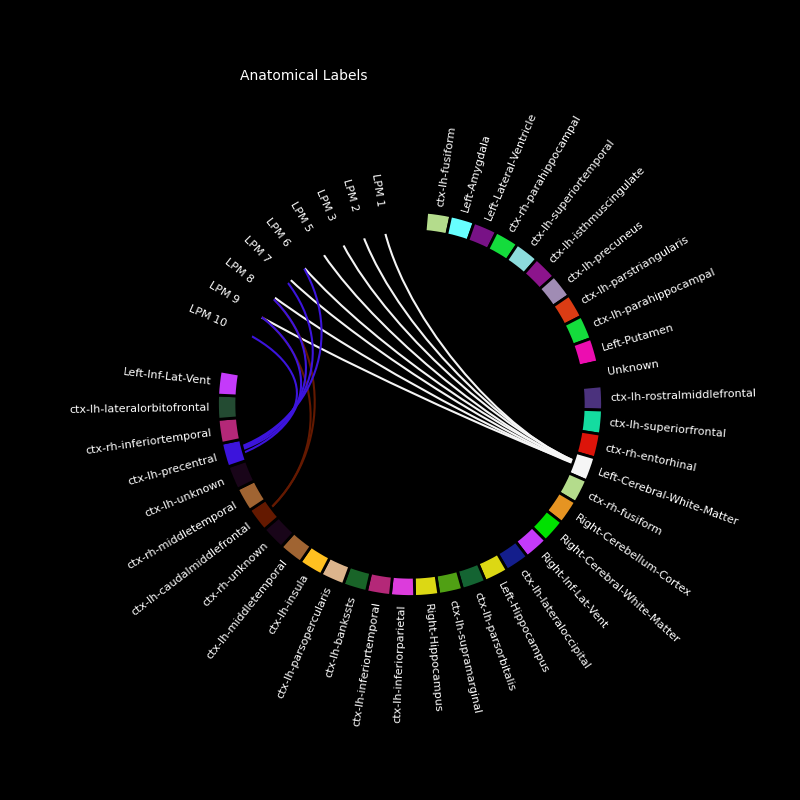 Anatomical Labels
LPM 1
LPM 2
LPM 3
LPM 5
LPM 6
LPM 7
LPM 8
LPM 9
LPM 10
Left-Inf-Lat-Vent
ctx-lh-lateralorbitofrontal
ctx-rh-inferiortemporal
ctx-lh-precentral
ctx-lh-unknown
ctx-rh-middletemporal
ctx-lh-caudalmiddlefrontal
ctx-rh-unknown
ctx-lh-middletemporal
ctx-lh-insula
ctx-lh-parsopercularis
ctx-lh-bankssts
ctx-lh-inferiortemporal
ctx-lh-inferiorparietal
Right-Hippocampus
ctx-lh-supramarginal
ctx-lh-parsorbitalis
Left-Hippocampus
ctx-lh-lateraloccipital
Right-Inf-Lat-Vent
Right-Cerebral-White-Matter
Right-Cerebellum-Cortex
ctx-rh-fusiform
Left-Cerebral-White-Matter
ctx-rh-entorhinal
ctx-lh-superiorfrontal
ctx-lh-rostralmiddlefrontal
Unknown
Left-Putamen
ctx-lh-parahippocampal
ctx-lh-parstriangularis
ctx-lh-precuneus
ctx-lh-isthmuscingulate
ctx-lh-superiortemporal
ctx-rh-parahippocampal
Left-Lateral-Ventricle
Left-Amygdala
ctx-lh-fusiform